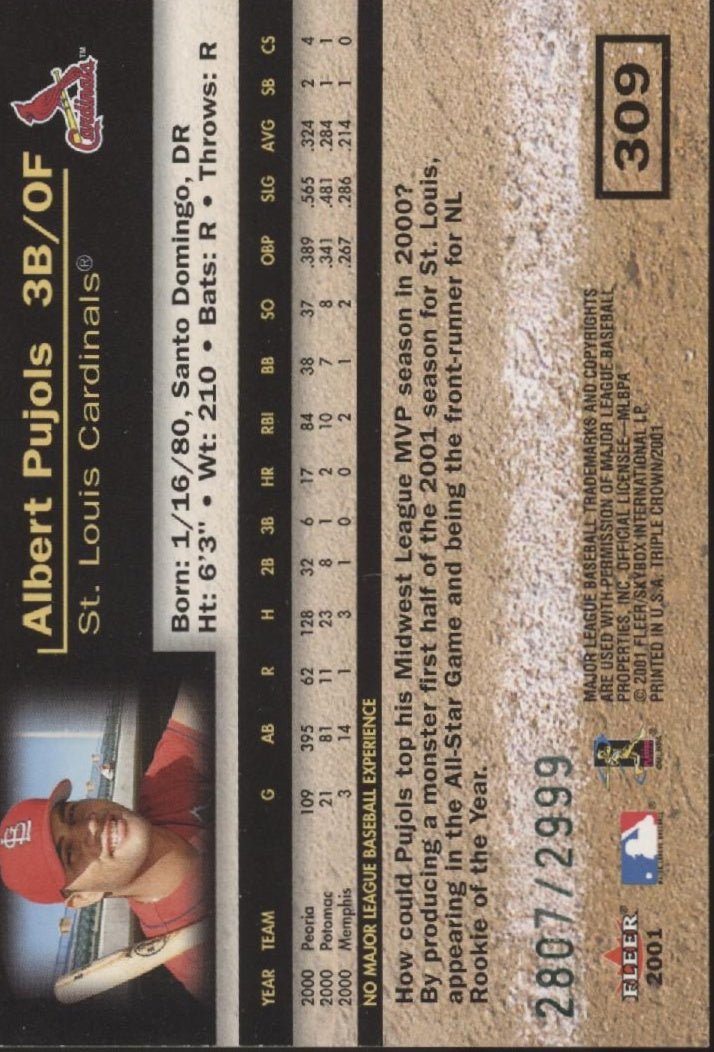 Albert Pujols 3B/OF
St. Louis Cardinals®
Cardinals™
StL
Born: 1/16/80, Santo Domingo, DR
Ht: 6'3" • Wt: 210 • Bats: R • Throws: R
YEAR TEAM G AB R H 2B 3B HR RBI BB SO OBP SLG AVG SB CS
2000 Peoria 109 395 62 128 32 6 17 84 38 37 .389 .565 .324 2 4
2000 Potomac 21 81 11 23 8 1 2 10 7 8 .341 .481 .284 1 1
2000 Memphis 3 14 1 3 1 0 0 2 1 2 .267 .286 .214 1 0
NO MAJOR LEAGUE BASEBALL EXPERIENCE
How could Pujols top his Midwest League MVP season in 2000?
By producing a monster first half of the 2001 season for St. Louis,
appearing in the All-Star Game and being the front-runner for NL
Rookie of the Year.
2807/2999
309
FLEER®
2001
MAJOR LEAGUE BASEBALL TRADEMARKS AND COPYRIGHTS
ARE USED WITH PERMISSION OF MAJOR LEAGUE BASEBALL
PROPERTIES, INC. OFFICIAL LICENSEE—MLBPA
© 2001 FLEER/SKYBOX INTERNATIONAL LP.
PRINTED IN U.S.A. TRIPLE CROWN/2001